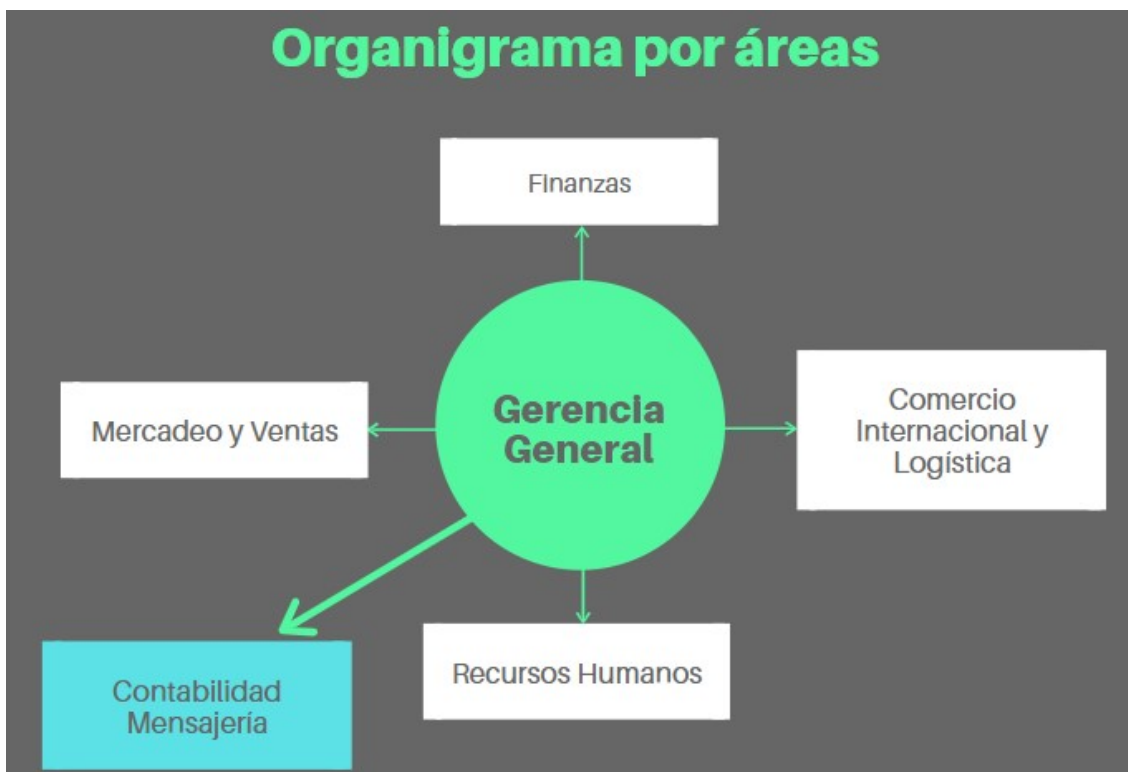 Organigrama por áreas
Finanzas
Mercadeo y Ventas
Gerencia
General
Comercio
Internacional y
Logística
Contabilidad
Mensajería
Recursos Humanos